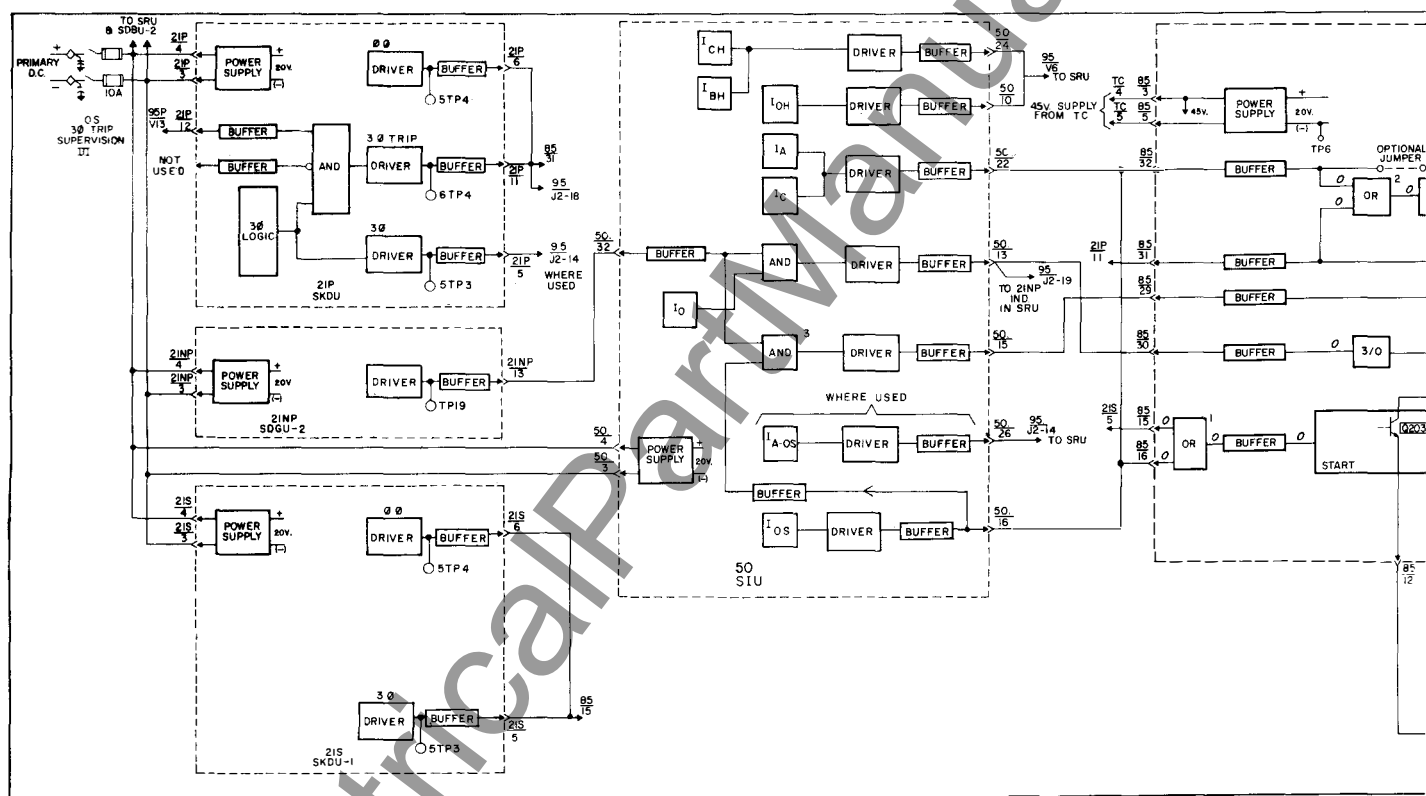 TO SRU
& SDBU-2
PRIMARY
D.C.
+
-
10A
OS
3Ø TRIP
SUPERVISION
95P
V13
NOT
USED
21P
4
21P
3
21P
12
POWER
SUPPLY
+
20V.
(-)
BUFFER
BUFFER
AND
3Ø
LOGIC
ØØ
DRIVER
BUFFER
5TP4
21P
6
3Ø TRIP
DRIVER
BUFFER
6TP4
21P
11
85
31
95
J2-18
3Ø
DRIVER
BUFFER
5TP3
21P
5
95
J2-14
WHERE
USED
21P
SKDU
21NP
4
21NP
3
POWER
SUPPLY
+
20V
(-)
DRIVER
BUFFER
TP19
21NP
13
21NP
SDGU-2
21S
4
21S
3
POWER
SUPPLY
+
20V.
(-)
ØØ
DRIVER
BUFFER
5TP4
21S
6
3Ø
DRIVER
BUFFER
5TP3
21S
5
85
15
21S
SKDU-1
I CH
I BH
DRIVER
BUFFER
50
24
95
V6
TO SRU
I OH
DRIVER
BUFFER
50
10
I A
I C
DRIVER
BUFFER
50
22
50.
32
BUFFER
I O
AND
DRIVER
BUFFER
50.
13
95
J2-19
TO 21NP
IND
IN SRU
AND
3
DRIVER
BUFFER
50.
15
WHERE USED
I A-OS
DRIVER
BUFFER
50.
26
95
J2-14
TO SRU
50.
4
50.
3
POWER
SUPPLY
+
20V.
(-)
BUFFER
I OS
DRIVER
BUFFER
50.
16
50
SIU
45V SUPPLY
FROM TC
TC
4
TC
5
85
85
5
45V.
POWER
SUPPLY
+
20V.
(-)
TP6
85
32
BUFFER
OPTIONAL
JUMPER
0
0
OR
2
0
21P
11
85
31
BUFFER
85
29
BUFFER
85
30
BUFFER
0
3/0
21S
5
85
15
85
16
0
0
OR
1
0
BUFFER
0
START
Q203
85
12
ctricalPartManua